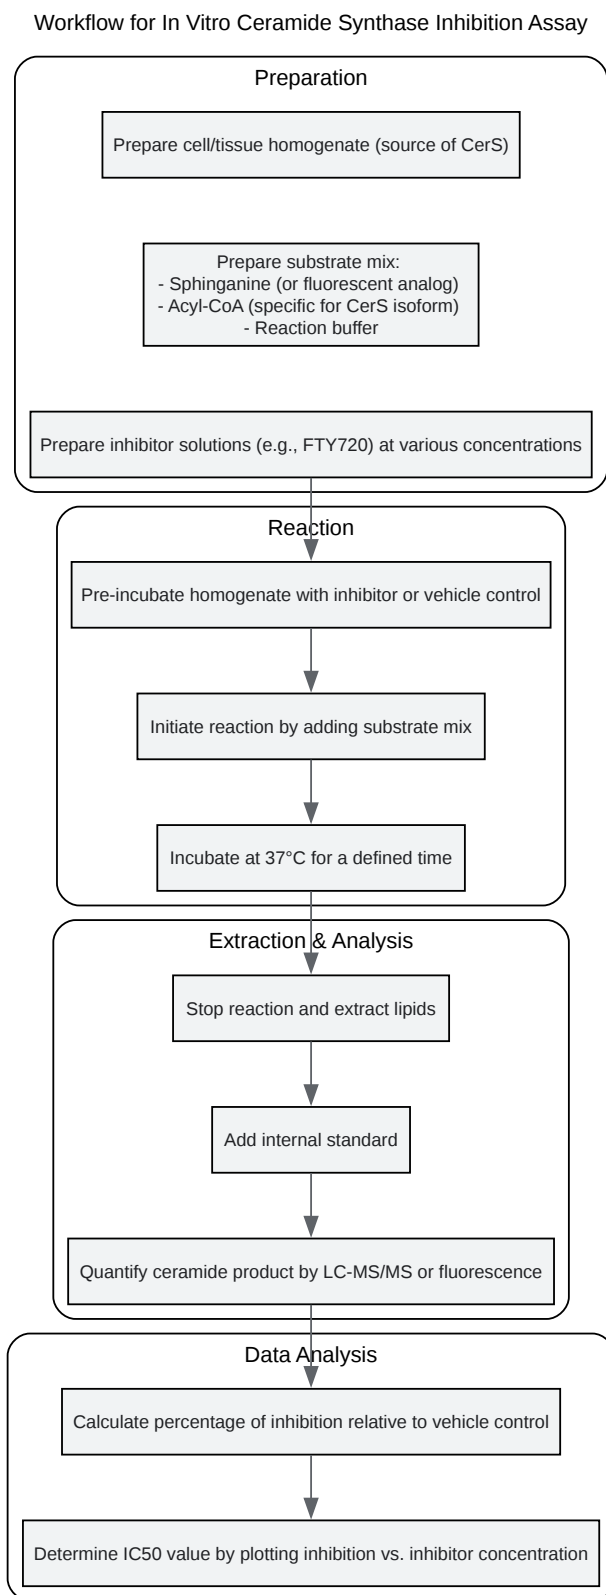 Workflow for In Vitro Ceramide Synthase Inhibition Assay
Preparation
Prepare cell/tissue homogenate (source of CerS)
Prepare substrate mix:
- Sphinganine (or fluorescent analog)
- Acyl-CoA (specific for CerS isoform)
- Reaction buffer
Prepare inhibitor solutions (e.g., FTY720) at various concentrations
Reaction
Pre-incubate homogenate with inhibitor or vehicle control
Initiate reaction by adding substrate mix
Incubate at 37°C for a defined time
Extraction & Analysis
Stop reaction and extract lipids
Add internal standard
Quantify ceramide product by LC-MS/MS or fluorescence
Data Analysis
Calculate percentage of inhibition relative to vehicle control
Determine IC50 value by plotting inhibition vs. inhibitor concentration